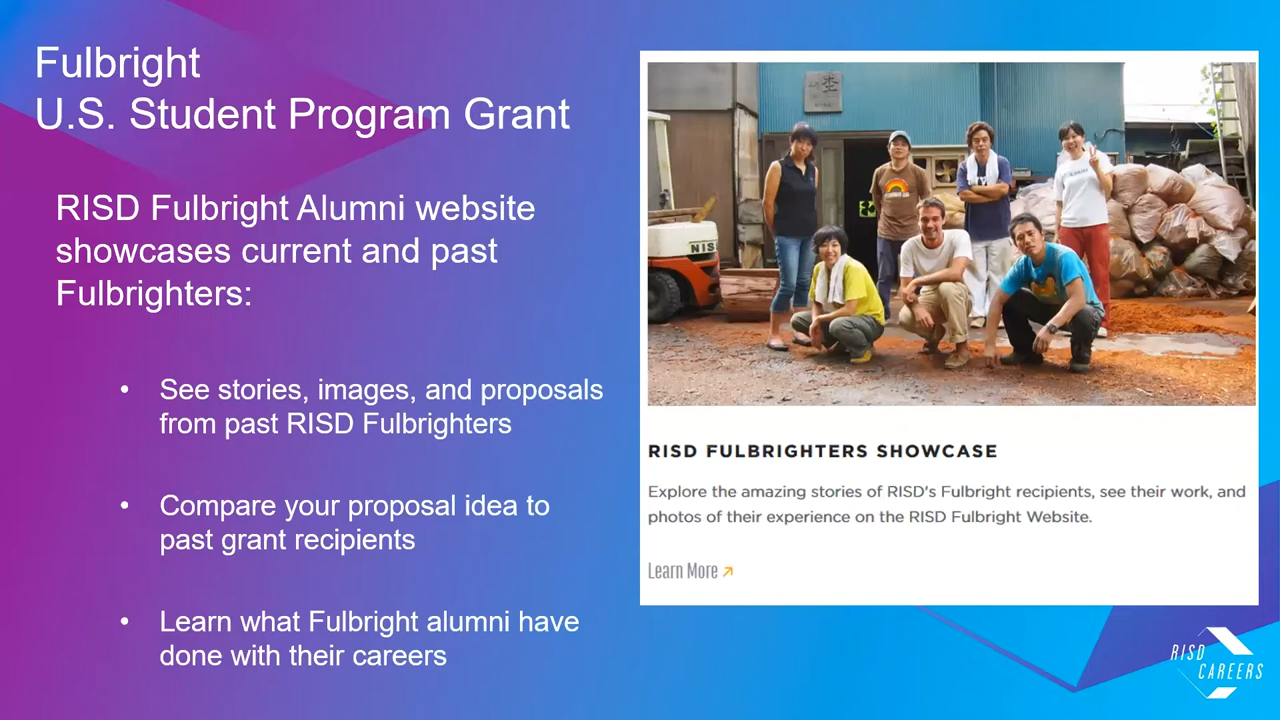 Fulbright
U.S. Student Program Grant
RISD Fulbright Alumni website
showcases current and past
Fulbrighters:
• See stories, images, and proposals
from past RISD Fulbrighters
• Compare your proposal idea to
past grant recipients
• Learn what Fulbright alumni have
done with their careers
NIS
RISD FULBRIGHTERS SHOWCASE
Explore the amazing stories of RISD's Fulbright recipients, see their work, and
photos of their experience on the RISD Fulbright Website.
Learn More
RISD
CAREERS